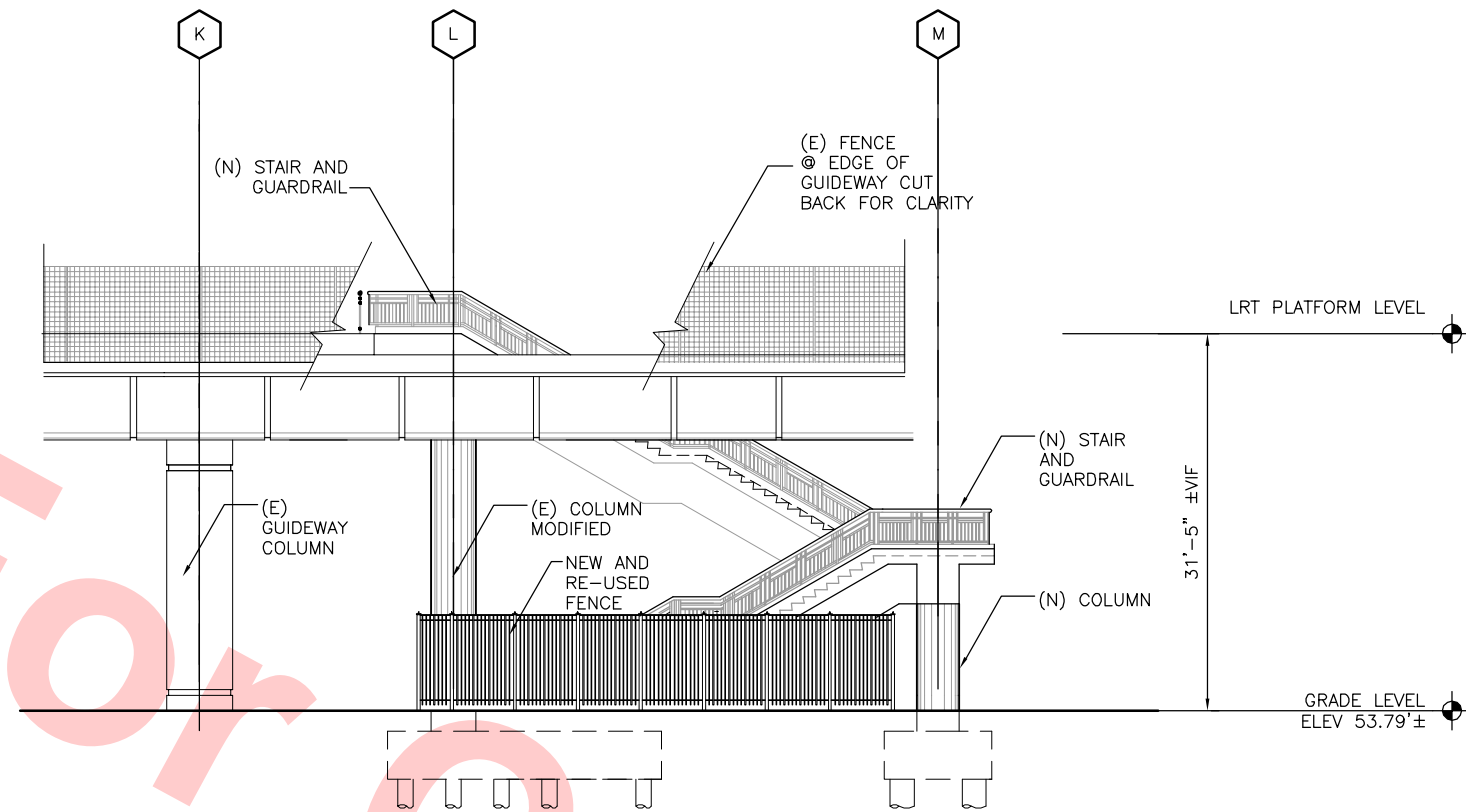 K
L
M
(N) STAIR AND
GUARDRAIL
(E) FENCE
@ EDGE OF
GUIDEWAY CUT
BACK FOR CLARITY
LRT PLATFORM LEVEL
(N) STAIR
AND
GUARDRAIL
31'-5" ±VIF
(E)
GUIDEWAY
COLUMN
(E) COLUMN
MODIFIED
NEW AND
RE-USED
FENCE
(N) COLUMN
GRADE LEVEL
ELEV 53.79'±
For